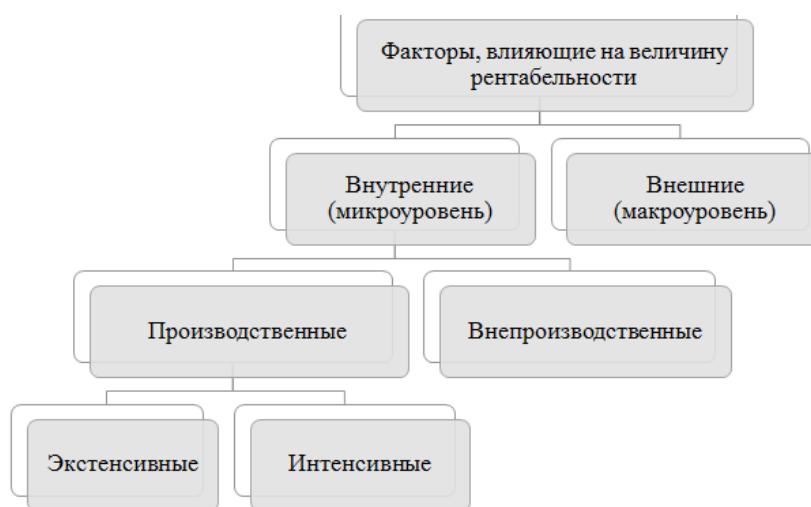 Факторы, влияющие на величину
рентабельности
Внутренние
(микроуровень)
Внешние
(макроуровень)
Производственные
Внепроизводственные
Экстенсивные
Интенсивные